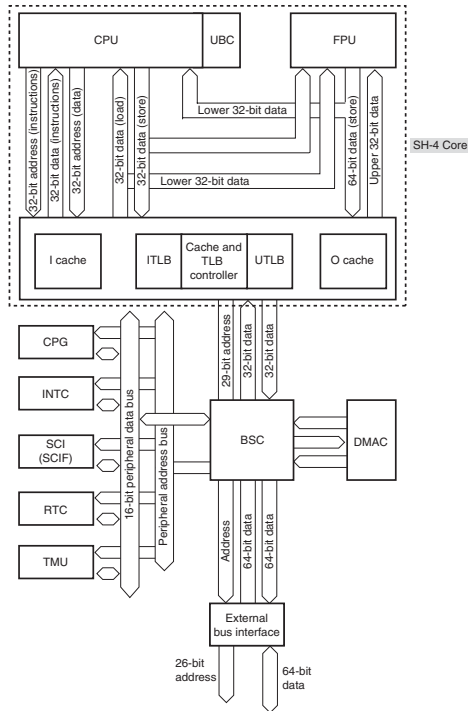 CPU
UBC
FPU
Lower 32-bit data
32-bit address (instructions)
32-bit data (instructions)
32-bit address (data)
32-bit data (load)
32-bit data (store)
64-bit data (store)
Upper 32-bit data
SH-4 Core
Lower 32-bit data
I cache
ITLB
Cache and
TLB
controller
UTLB
O cache
29-bit address
32-bit data
32-bit data
CPG
INTC
SCI
(SCIF)
RTC
TMU
16-bit peripheral data bus
Peripheral address bus
BSC
DMAC
Address
64-bit data
64-bit data
External
bus interface
26-bit
address
64-bit
data